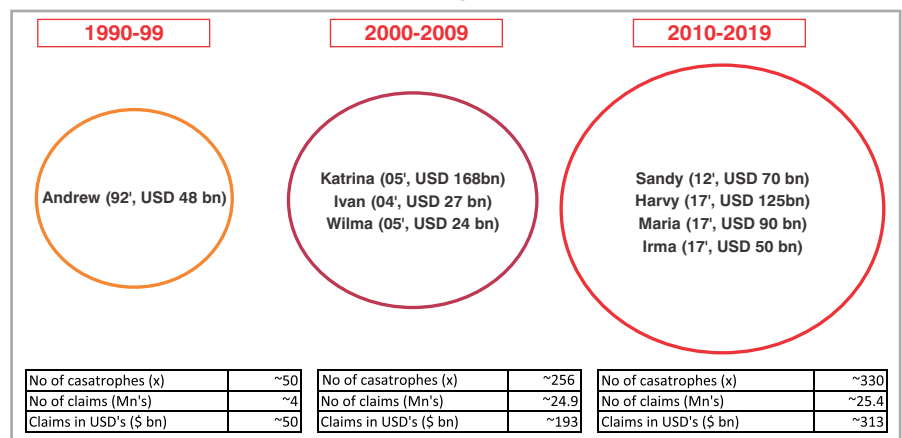 1990-99
2000-2009
2010-2019
Andrew (92', USD 48 bn)
Katrina (05', USD 168bn)
Ivan (04', USD 27 bn)
Wilma (05', USD 24 bn)
Sandy (12', USD 70 bn)
Harvy (17', USD 125bn)
Maria (17', USD 90 bn)
Irma (17', USD 50 bn)
No of casatrophes (x) ~50
No of claims (Mn's) ~4
Claims in USD's ($ bn) ~50
No of casatrophes (x) ~256
No of claims (Mn's) ~24.9
Claims in USD's ($ bn) ~193
No of casatrophes (x) ~330
No of claims (Mn's) ~25.4
Claims in USD's ($ bn) ~313